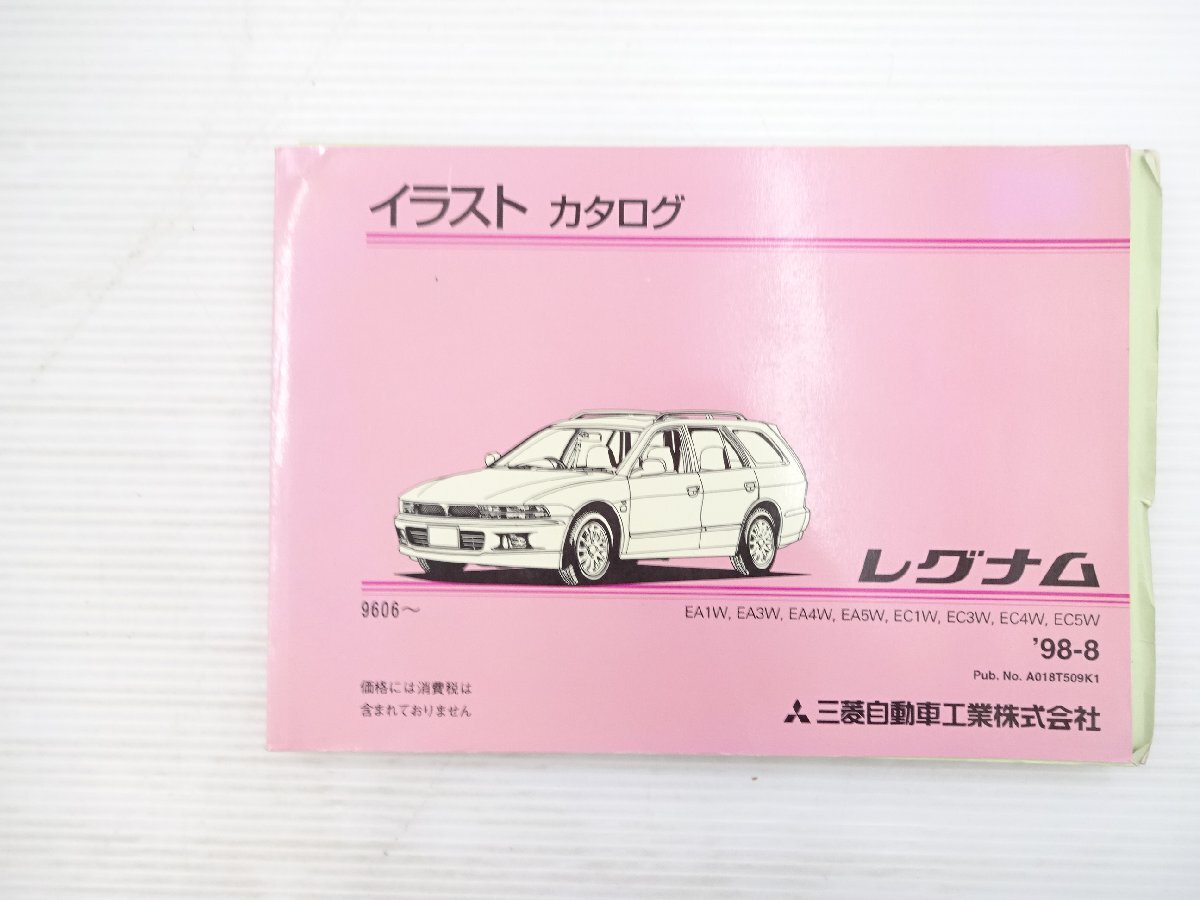 イラスト カタログ
レグナム
9606〜
EA1W, EA3W, EA4W, EA5W, EC1W, EC3W, EC4W, EC5W
'98-8
Pub. No. A018T509K1
価格には消費税は
含まれておりません
三菱自動車工業株式会社